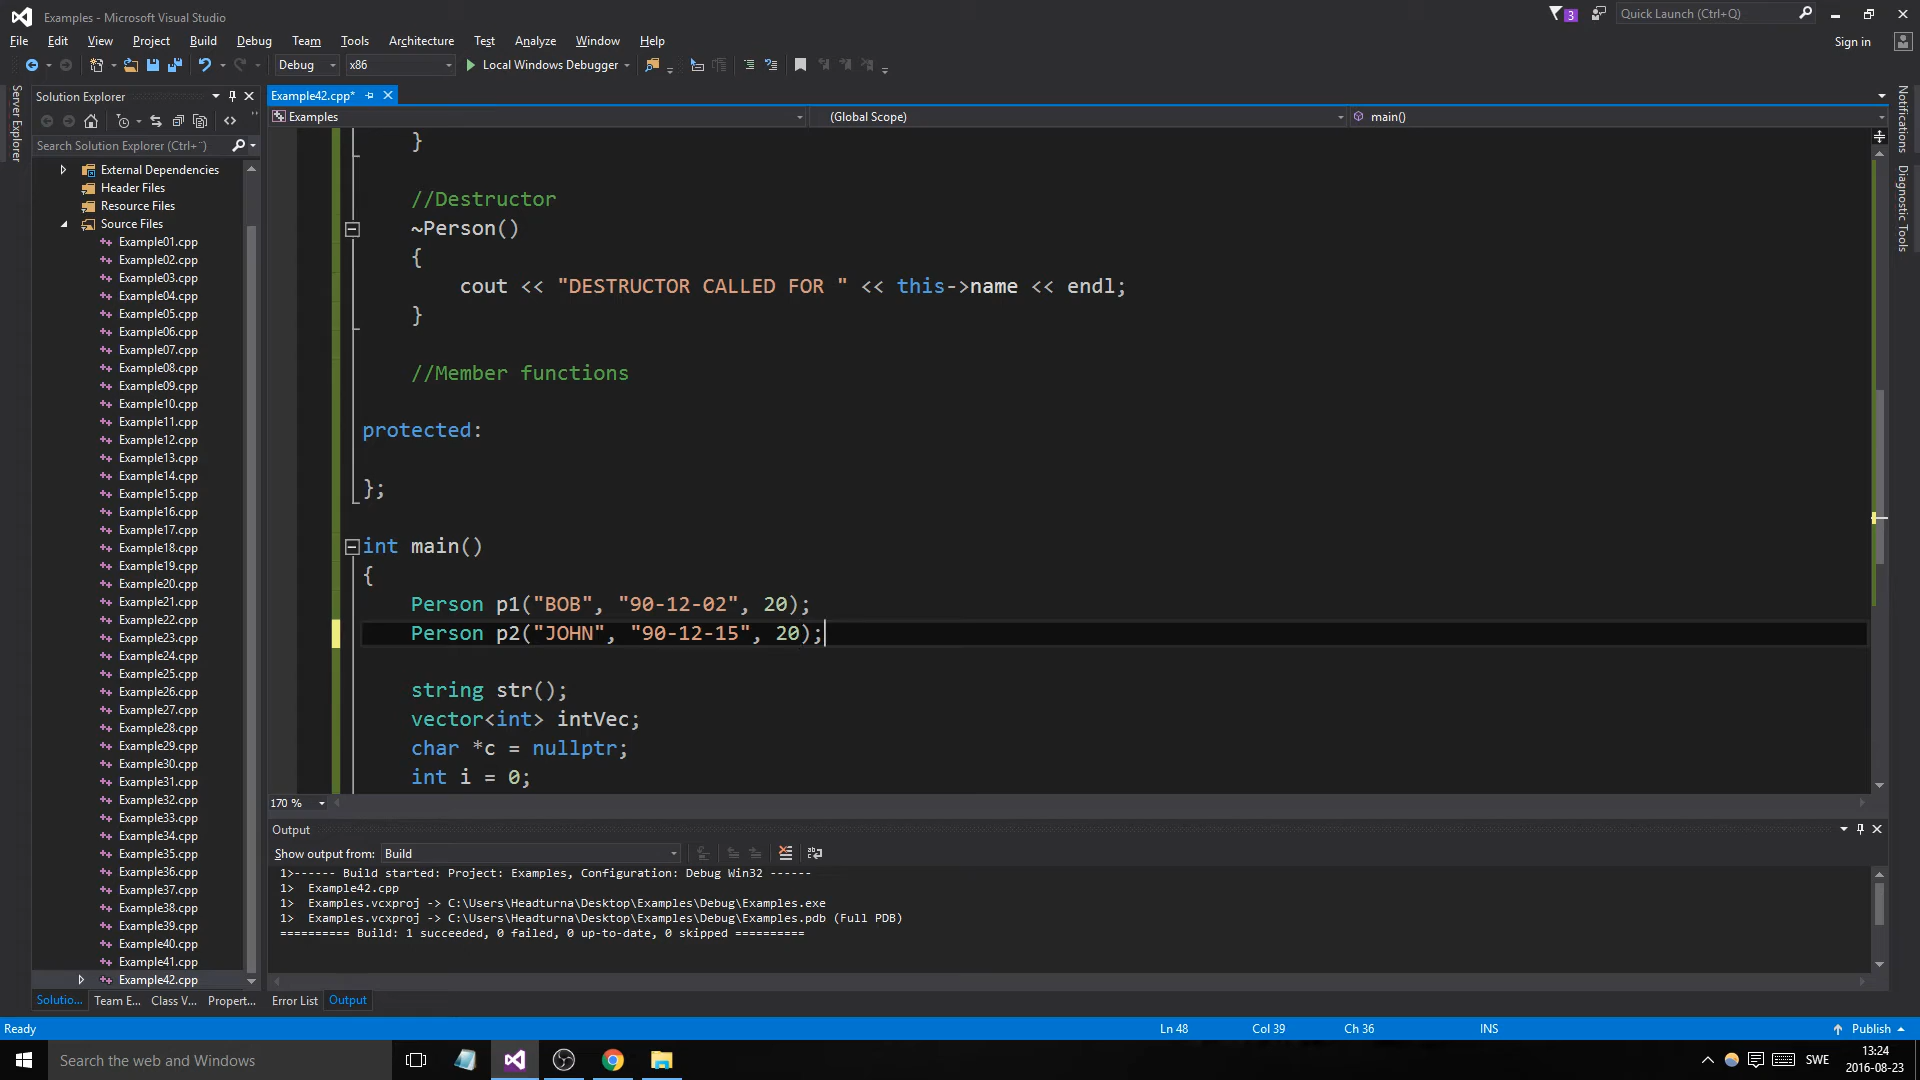 Examples - Microsoft Visual Studio
3
Quick Launch (Ctrl+Q)
File Edit View Project Build Debug Team Tools Architecture Test Analyze Window Help
Sign in
Debug x86 Local Windows Debugger
Server Explorer
Solution Explorer
Search Solution Explorer (Ctrl+¨)
External Dependencies
Header Files
Resource Files
Source Files
Example01.cpp
Example02.cpp
Example03.cpp
Example04.cpp
Example05.cpp
Example06.cpp
Example07.cpp
Example08.cpp
Example09.cpp
Example10.cpp
Example11.cpp
Example12.cpp
Example13.cpp
Example14.cpp
Example15.cpp
Example16.cpp
Example17.cpp
Example18.cpp
Example19.cpp
Example20.cpp
Example21.cpp
Example22.cpp
Example23.cpp
Example24.cpp
Example25.cpp
Example26.cpp
Example27.cpp
Example28.cpp
Example29.cpp
Example30.cpp
Example31.cpp
Example32.cpp
Example33.cpp
Example34.cpp
Example35.cpp
Example36.cpp
Example37.cpp
Example38.cpp
Example39.cpp
Example40.cpp
Example41.cpp
Example42.cpp
Solutio... Team E... Class V... Propert...
Example42.cpp*
Examples (Global Scope) main()
}
//Destructor
~Person()
{
cout << "DESTRUCTOR CALLED FOR " << this->name << endl;
}
//Member functions
protected:
};
int main()
{
Person p1("BOB", "90-12-02", 20);
Person p2("JOHN", "90-12-15", 20);
string str();
vector<int> intVec;
char *c = nullptr;
int i = 0;
170 %
Notifications
Diagnostic Tools
Output
Show output from: Build
1>------ Build started: Project: Examples, Configuration: Debug Win32 ------
1> Example42.cpp
1> Examples.vcxproj -> C:\Users\Headturna\Desktop\Examples\Debug\Examples.exe
1> Examples.vcxproj -> C:\Users\Headturna\Desktop\Examples\Debug\Examples.pdb (Full PDB)
========== Build: 1 succeeded, 0 failed, 0 up-to-date, 0 skipped ==========
Error List Output
Ready Ln 48 Col 39 Ch 36 INS Publish
Search the web and Windows
SWE
13:24
2016-08-23